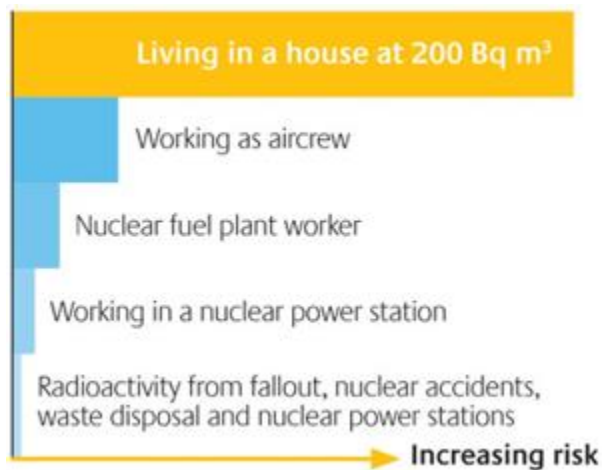 Living in a house at 200 Bq m³
Working as aircrew
Nuclear fuel plant worker
Working in a nuclear power station
Radioactivity from fallout, nuclear accidents,
waste disposal and nuclear power stations
Increasing risk